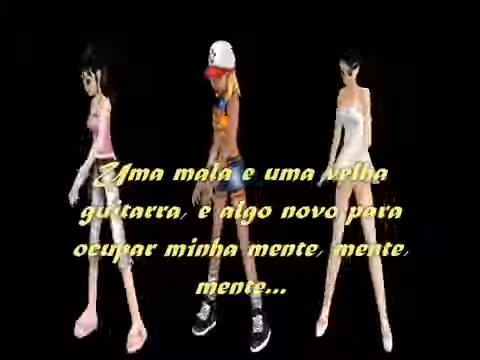 Uma mala e uma velha
guitarra, e algo novo para
ocupar minha mente, mente,
mente...